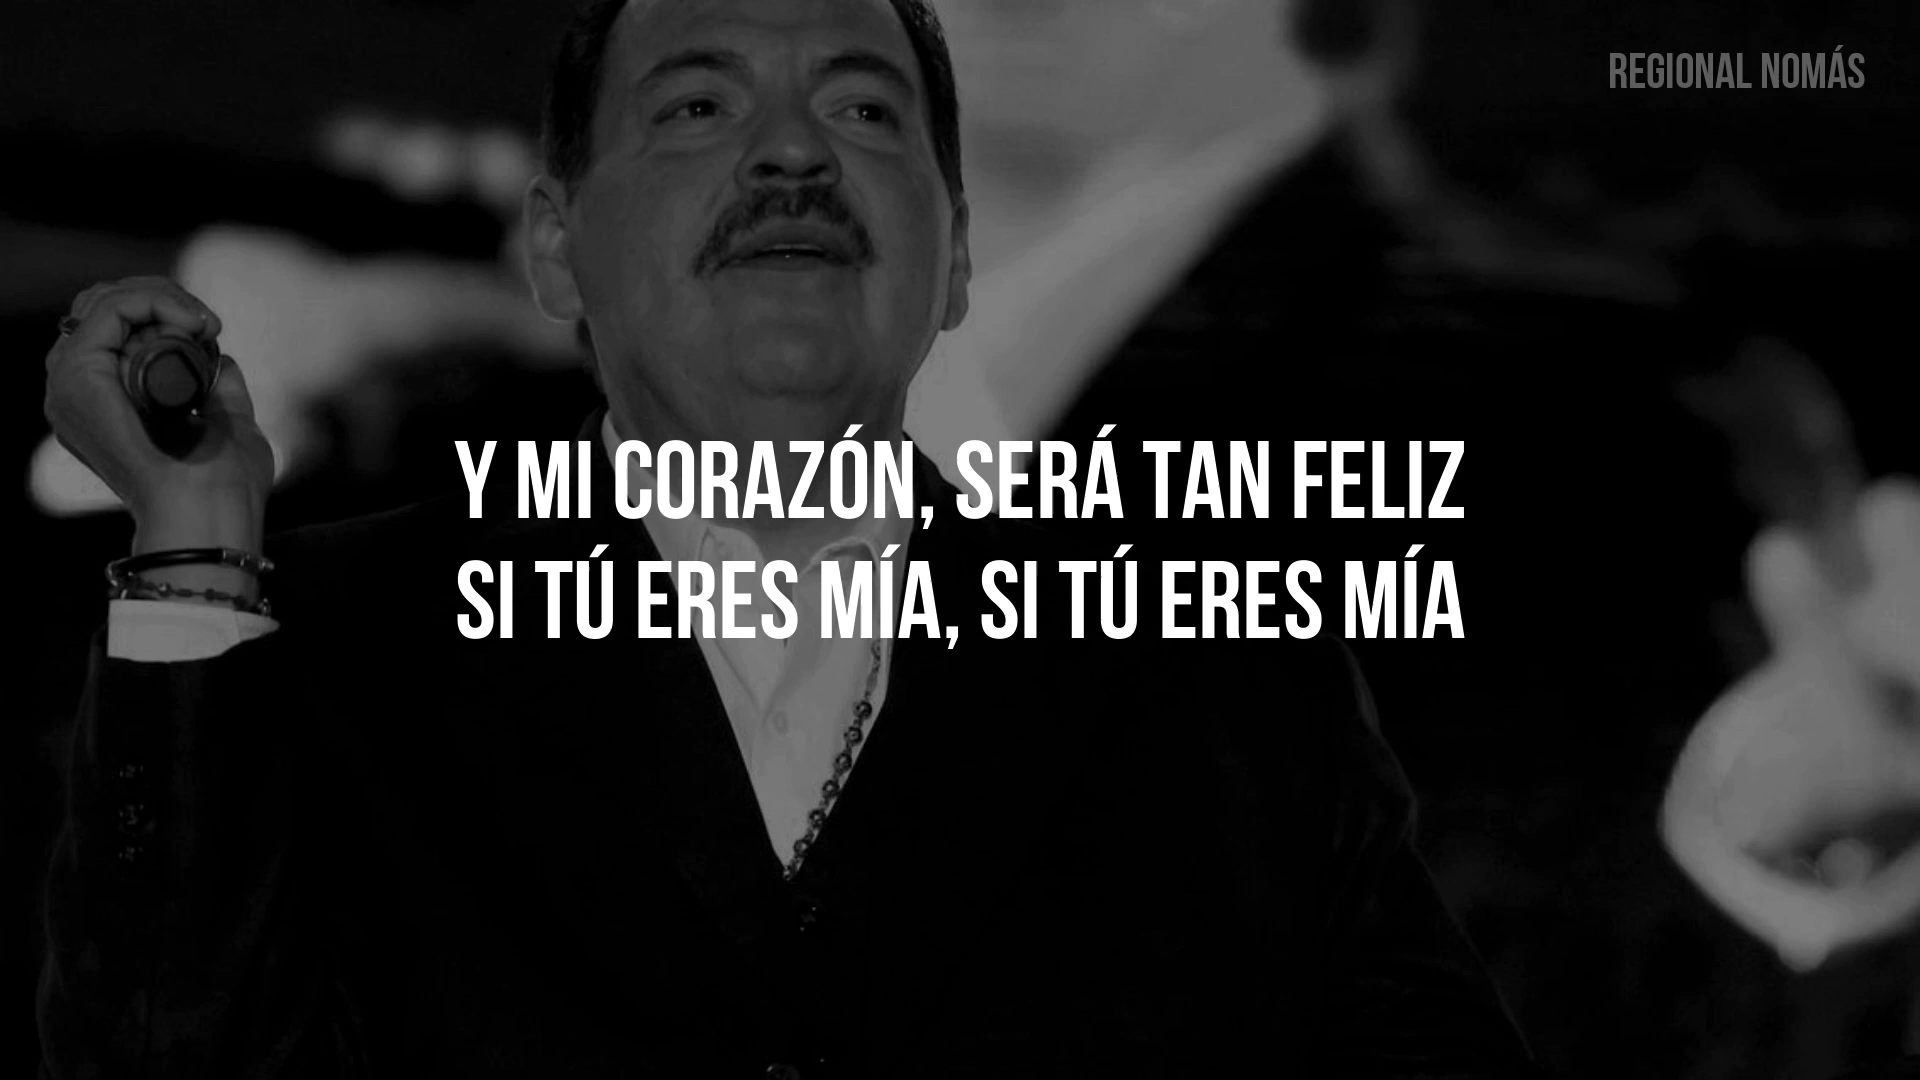 REGIONAL NOMÁS
Y MI CORAZÓN, SERÁ TAN FELIZ
SI TÚ ERES MÍA, SI TÚ ERES MÍA